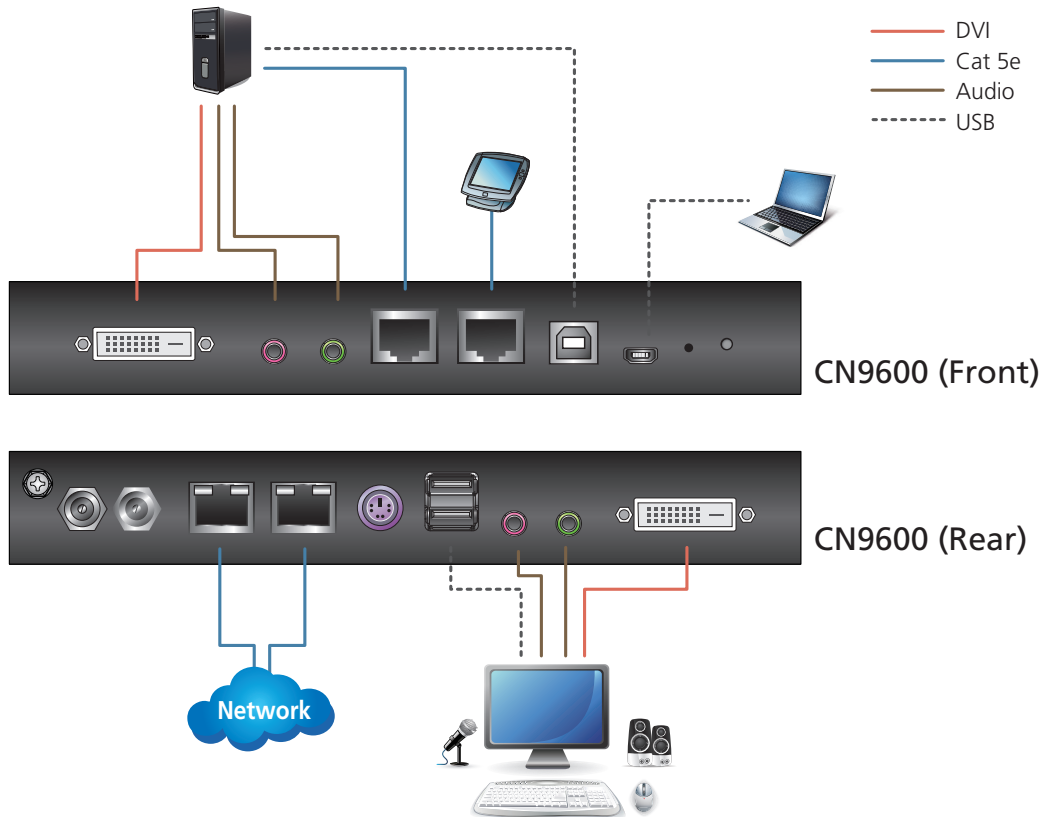 DVI
Cat 5e
Audio
USB
CN9600 (Front)
CN9600 (Rear)
Network